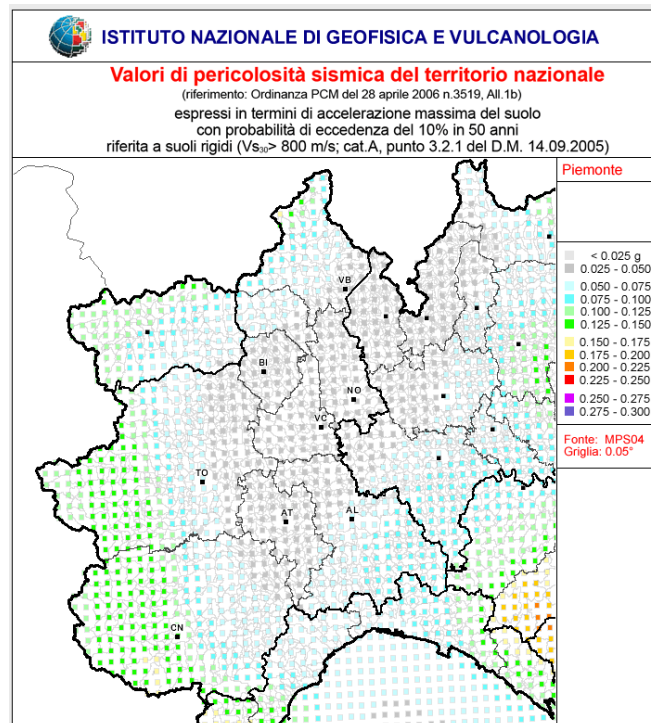 ISTITUTO NAZIONALE DI GEOFISICA E VULCANOLOGIA
Valori di pericolosità sismica del territorio nazionale
(riferimento: Ordinanza PCM del 28 aprile 2006 n.3519, All.1b)
espressi in termini di accelerazione massima del suolo
con probabilità di eccedenza del 10% in 50 anni
riferita a suoli rigidi (Vs30> 800 m/s; cat.A, punto 3.2.1 del D.M. 14.09.2005)
Piemonte
< 0.025 g
0.025 - 0.050
0.050 - 0.075
0.075 - 0.100
0.100 - 0.125
0.125 - 0.150
0.150 - 0.175
0.175 - 0.200
0.200 - 0.225
0.225 - 0.250
0.250 - 0.275
0.275 - 0.300
Fonte: MPS04
Griglia: 0.05°
VB
BI
NO
VC
TO
AT
AL
CN